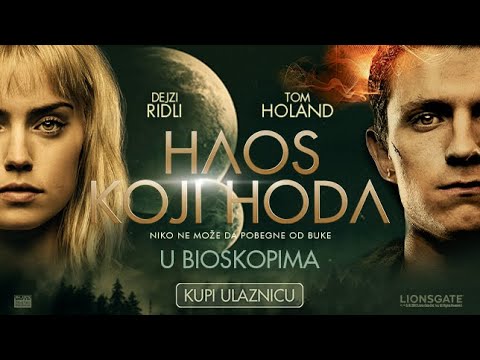 DEJZI
RIDLI
TOM
HOLAND
HAOS
KOJI HODA
NIKO NE MOŽE DA POBEGNE OD BUKE
U BIOSKOPIMA
KUPI ULAZNICU
LIONSGATE